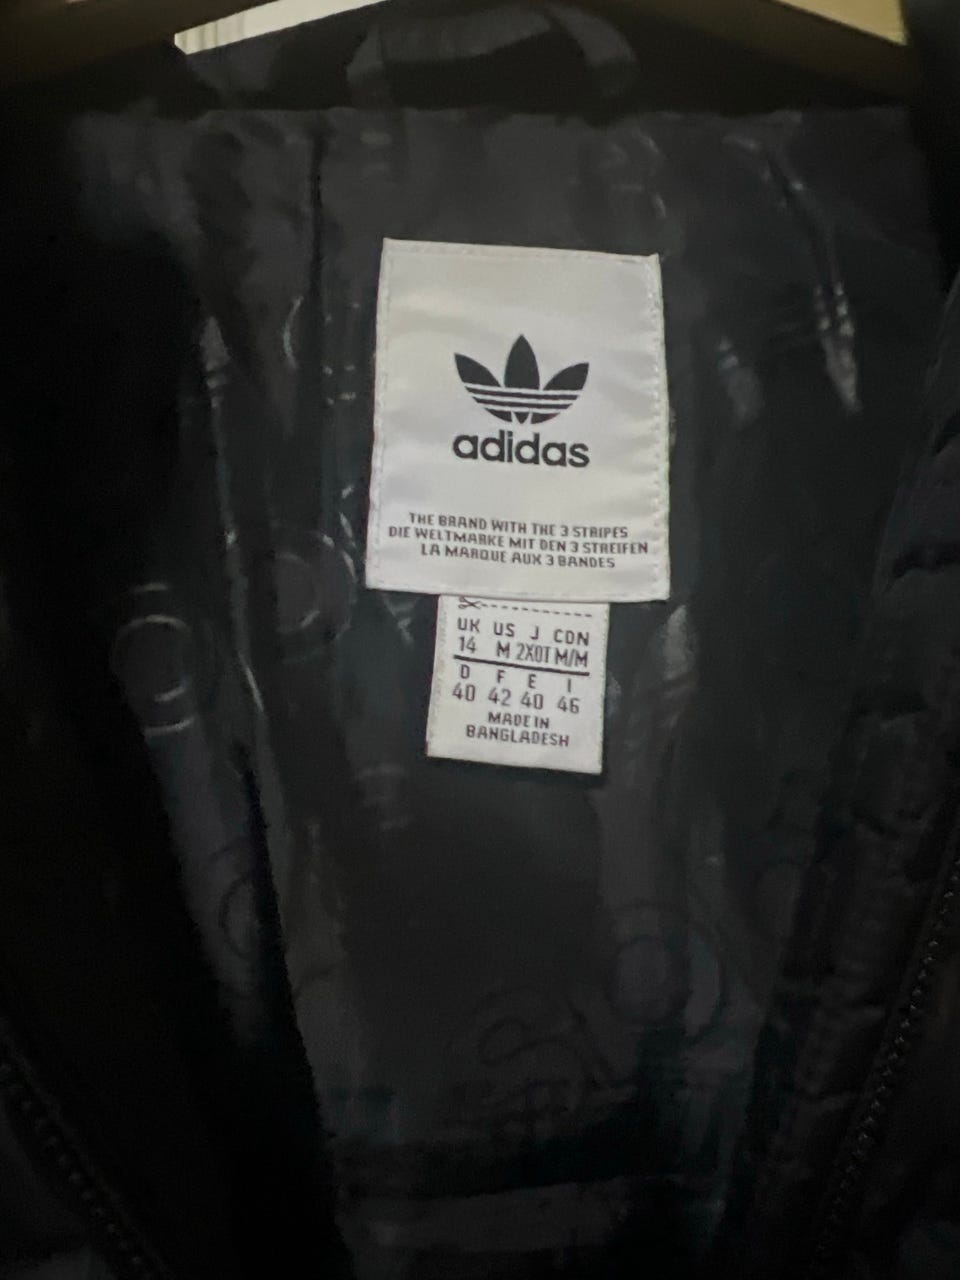 adidas
THE BRAND WITH THE 3 STRIPES
DIE WELTMARKE MIT DEN 3 STREIFEN
LA MARQUE AUX 3 BANDES
UK US J CDN
14 M 2XOT M/M
D F E I
40 42 40 46
MADE IN
BANGLADESH